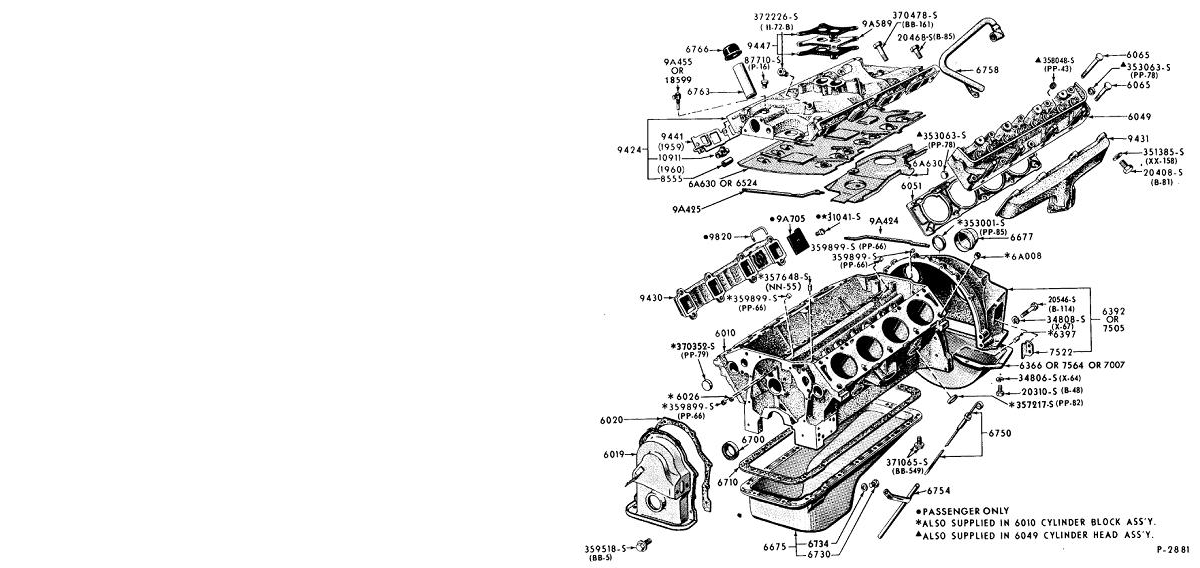 372226-S
(II-72-B)
9447
9A589
370478-S
(BB-161)
20468-S (B-85)
6766
87710-S
(P-16)
9A455
OR
18599
6763
6758
▲358048-S
(PP-43)
6065
▲353063-S
(PP-78)
6065
6049
9424
9441
(1959)
10911
(1960)
8555
▲353063-S
(PP-78)
9431
351385-S
(XX-158)
20408-S
(B-81)
6A630 OR 6524
6A630
6051
9A425
●9A705
●*31041-S
9A424
*353001-S
(PP-85)
6677
●9820
359899-S (PP-66)
359899-S
(PP-66)
*6A008
*357648-S
(NN-55)
*359899-S
(PP-66)
9430
20546-S
(B-114)
34808-S
(X-67)
*6397
6392
OR
7505
6010
*370352-S
(PP-79)
7522
6366 OR 7564 OR 7007
34806-S (X-64)
20310-S (B-48)
*357217-S (PP-82)
*6026
*359899-S
(PP-66)
6020
6700
6750
6019
6710
371065-S
(BB-549)
6754
●PASSENGER ONLY
*ALSO SUPPLIED IN 6010 CYLINDER BLOCK ASS'Y.
▲ALSO SUPPLIED IN 6049 CYLINDER HEAD ASS'Y.
359518-S
(BB-5)
6675
6734
6730
P-2881